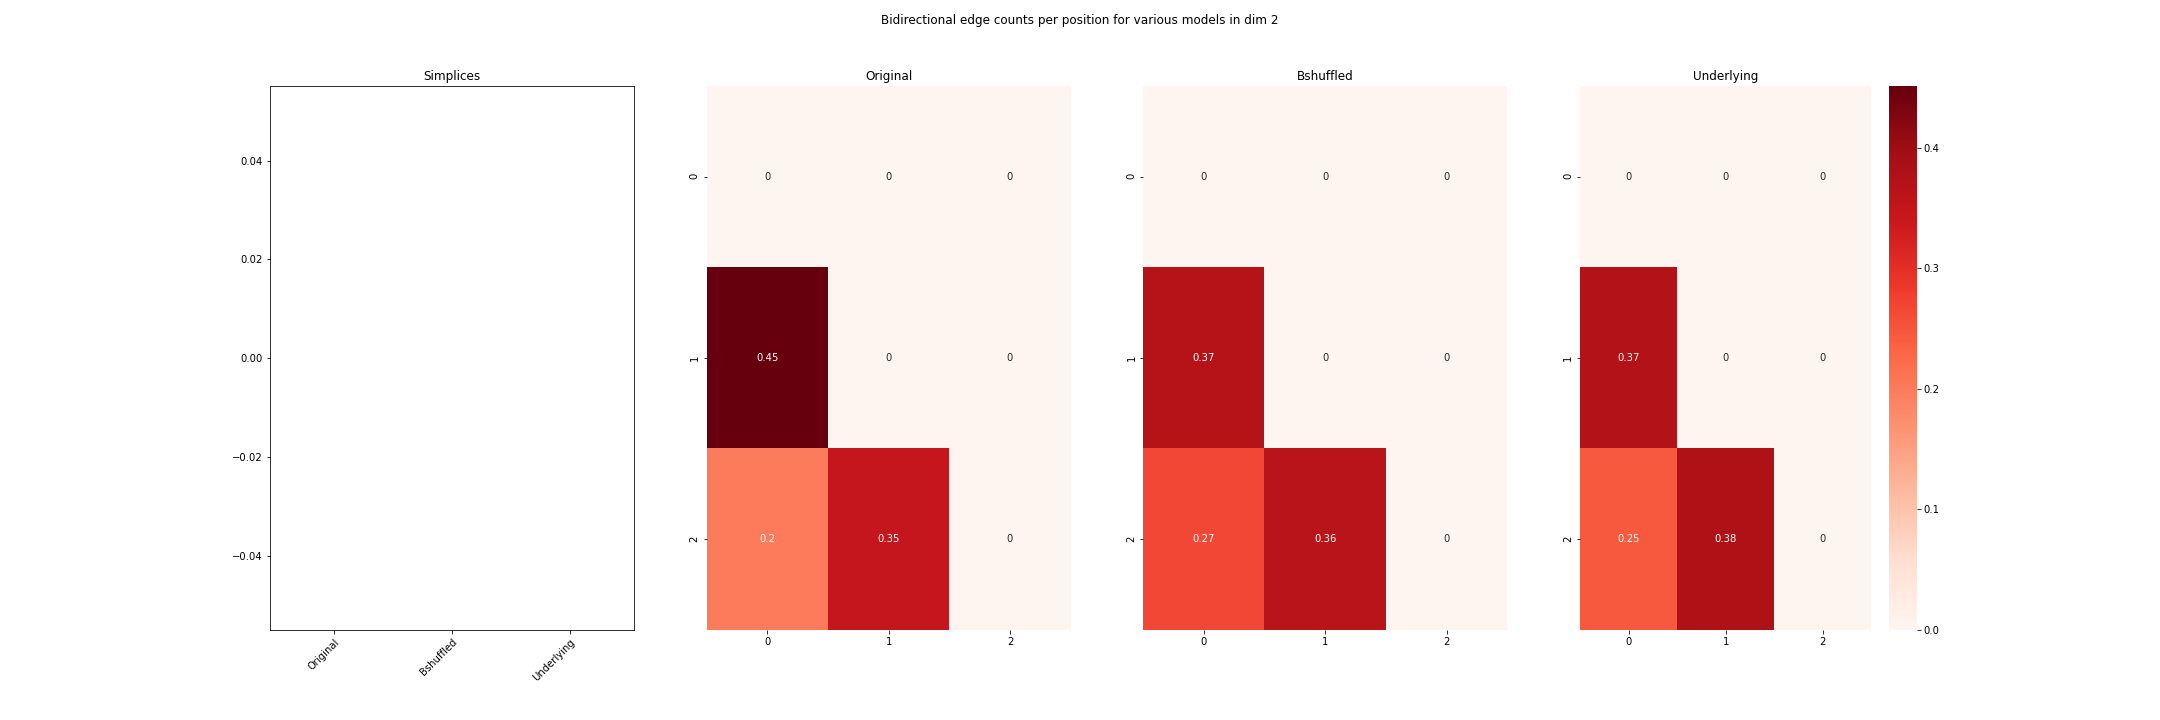 Bidirectional edge counts per position for various models in dim 2
Simplices
0.04
0.02
0.00
−0.02
−0.04
Original
Bshuffled
Underlying
Original
0
0 0 0
1
0.45 0 0
2
0.2 0.35 0
0 1 2
Bshuffled
0
0 0 0
1
0.37 0 0
2
0.27 0.36 0
0 1 2
Underlying
0
0 0 0
1
0.37 0 0
2
0.25 0.38 0
0 1 2
0.4
0.3
0.2
0.1
0.0